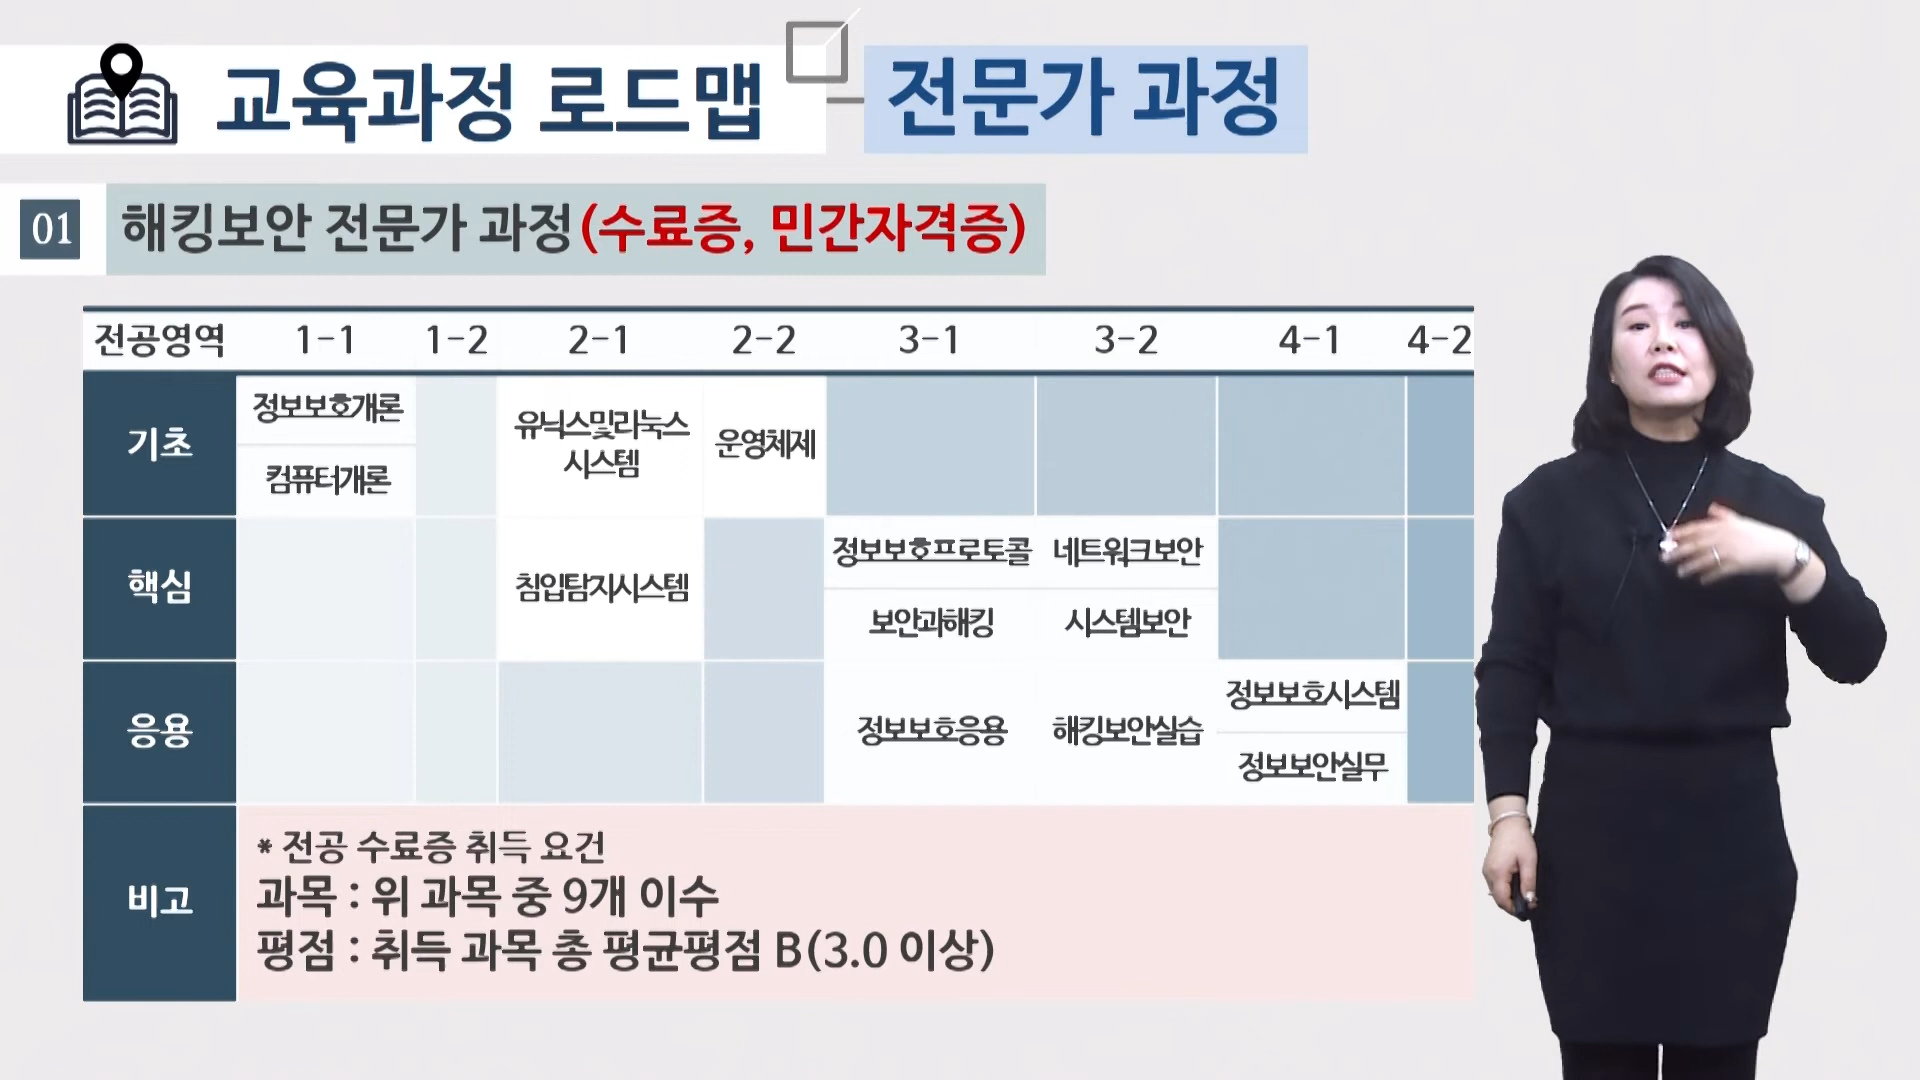 교육과정 로드맵
전문가 과정
01 해킹보안 전문가 과정(수료증, 민간자격증)
전공영역 1-1 1-2 2-1 2-2 3-1 3-2 4-1 4-2
기초
정보보호개론
컴퓨터개론
유닉스및리눅스
시스템
운영체제
핵심
침입탐지시스템
정보보호프로토콜
보안과해킹
네트워크보안
시스템보안
응용
정보보호응용
해킹보안실습
정보보호시스템
정보보안실무
비고
* 전공 수료증 취득 요건
과목 : 위 과목 중 9개 이수
평점 : 취득 과목 총 평균평점 B(3.0 이상)